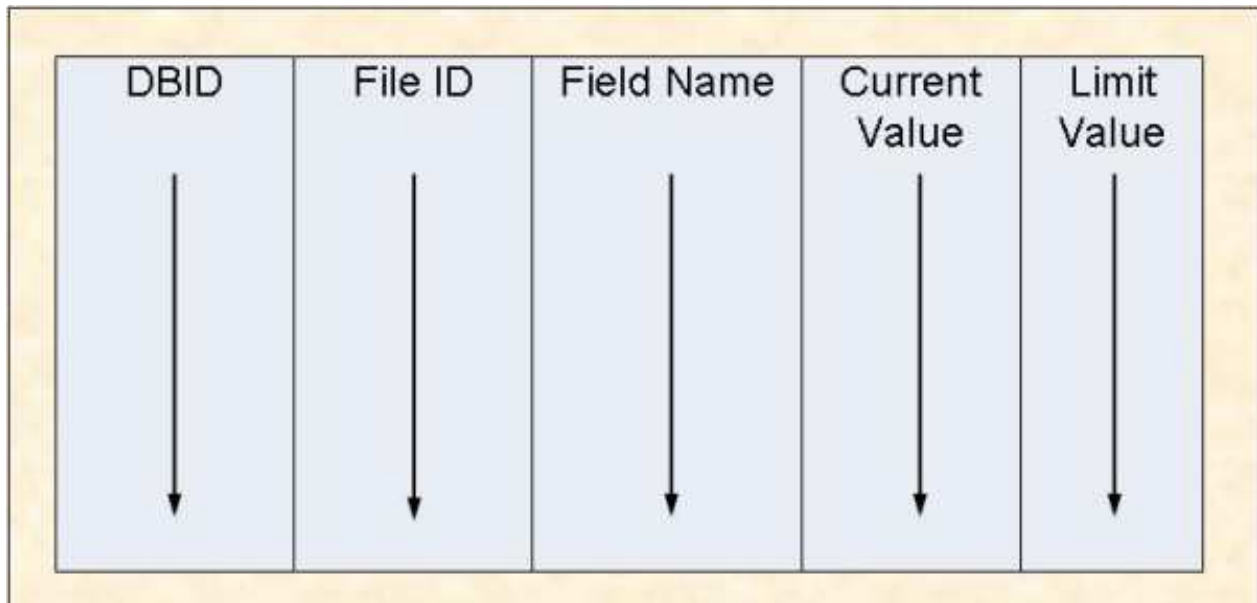 DBID
File ID
Field Name
Current
Value
Limit
Value